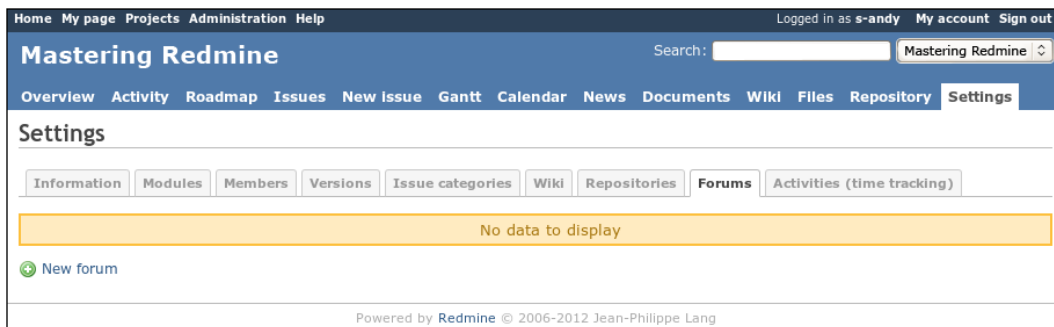 Home My page Projects Administration Help Logged in as s-andy My account Sign out
Mastering Redmine Search: Mastering Redmine
Overview Activity Roadmap Issues New issue Gantt Calendar News Documents Wiki Files Repository Settings
Settings
Information Modules Members Versions Issue categories Wiki Repositories Forums Activities (time tracking)
No data to display
New forum
Powered by Redmine © 2006-2012 Jean-Philippe Lang